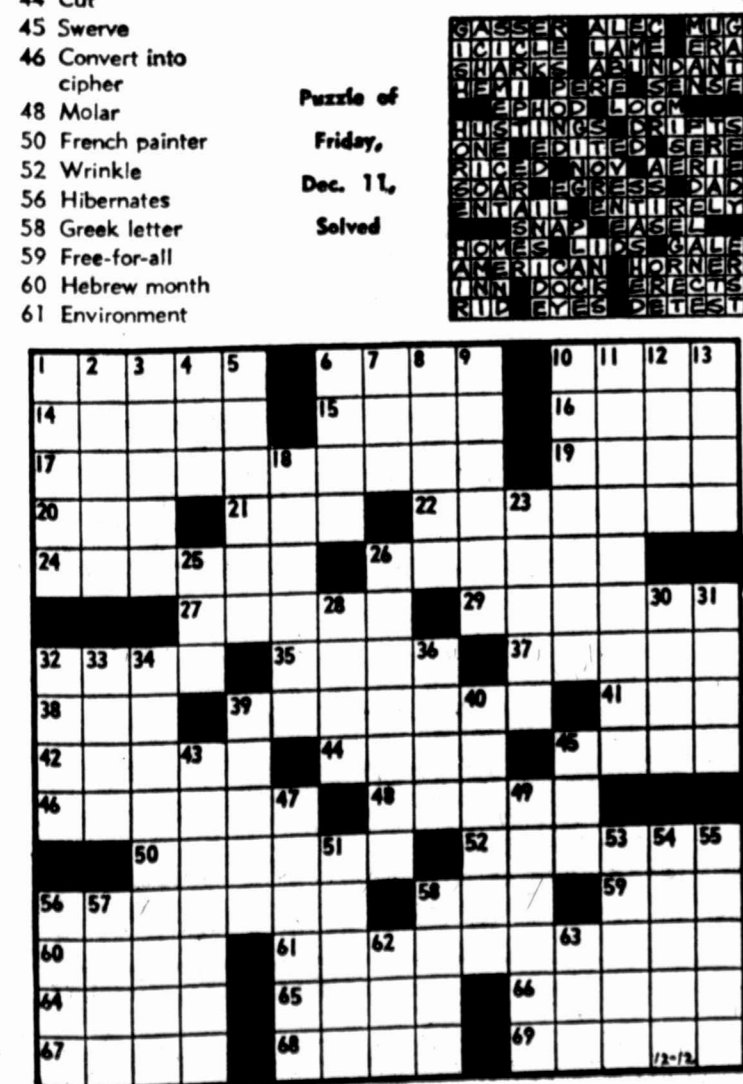 44 Cut
45 Swerve
46 Convert into
cipher
48 Molar
50 French painter
52 Wrinkle
56 Hibernates
58 Greek letter
59 Free-for-all
60 Hebrew month
61 Environment
Puzzle of
Friday,
Dec. 11,
Solved
GASSER ALEC MUG
ICICLE LAME ERA
SHARKS ABUNDANT
HEMI PERE SENSE
EPHOD LOOM
HUSTINGS DRIPTS
ONE EDITED SERE
RICED NOV AERIE
SOAR EGRESS DAD
ENTAIL ENTIRELY
SNAP EASEL
HOMES LIDS GALE
AMERICAN HORNER
INN DOCK ERECTS
RID EYES DETEST
1 2 3 4 5 6 7 8 9 10 11 12 13
14 15 16
17 18 19
20 21 22 23
24 25 26
27 28 29 30 31
32 33 34 35 36 37
38 39 40 41
42 43 44 45
46 47 48 49
50 51 52 53 54 55
56 57 58 59
60 61 62 63
64 65 66
67 68 69 12-12